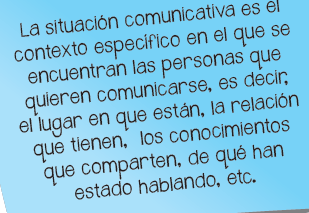 La situación comunicativa es el
contexto específico en el que se
encuentran las personas que
quieren comunicarse, es decir,
el lugar en que están, la relación
que tienen, los conocimientos
que comparten, de qué han
estado hablando, etc.